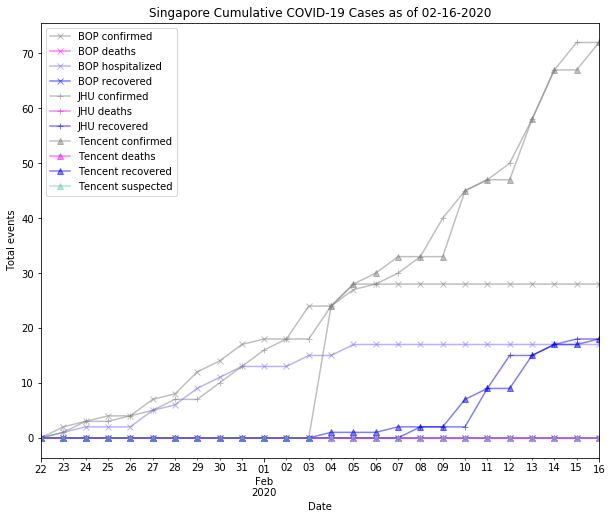 Singapore Cumulative COVID-19 Cases as of 02-16-2020
BOP confirmed
BOP deaths
BOP hospitalized
BOP recovered
JHU confirmed
JHU deaths
JHU recovered
Tencent confirmed
Tencent deaths
Tencent recovered
Tencent suspected
Total events
70
60
50
40
30
20
10
0
22 23 24 25 26 27 28 29 30 31 01 02 03 04 05 06 07 08 09 10 11 12 13 14 15 16
Feb
2020
Date